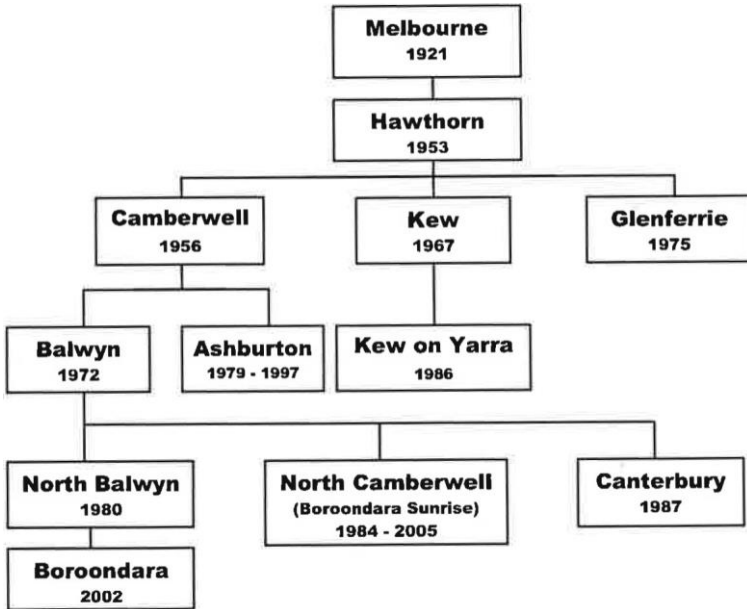 Melbourne
1921
Hawthorn
1953
Camberwell
1956
Kew
1967
Glenferrie
1975
Balwyn
1972
Ashburton
1979 - 1997
Kew on Yarra
1986
North Balwyn
1980
North Camberwell
(Boroondara Sunrise)
1984 - 2005
Canterbury
1987
Boroondara
2002